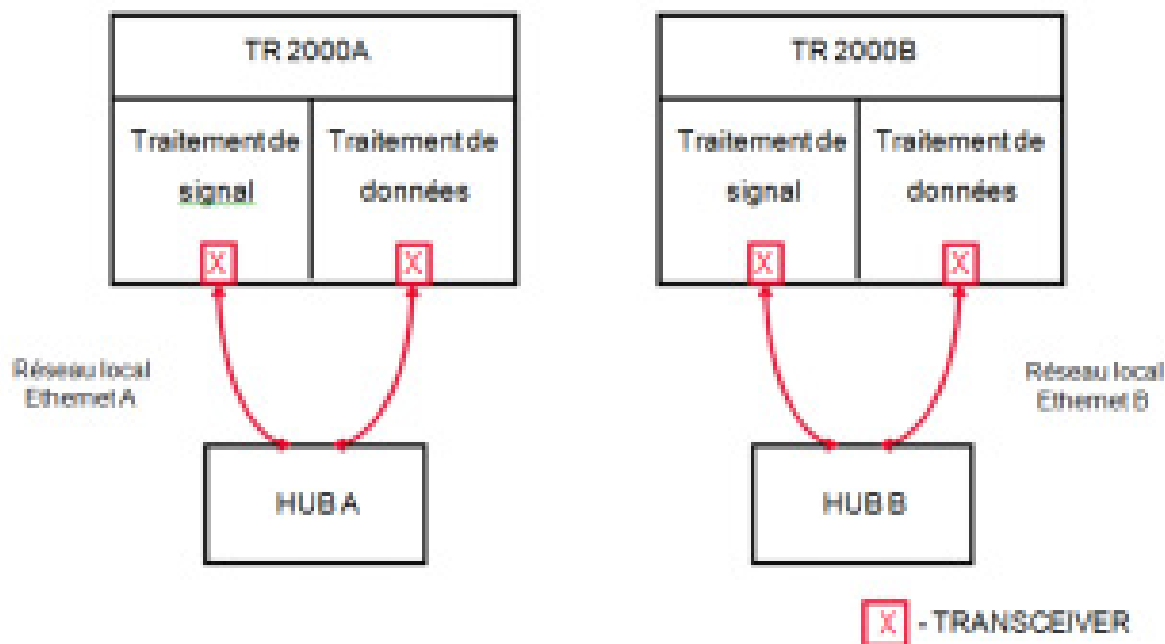 TR 2000A
Traitement de
signal
Traitement de
données
X
X
Réseau local
Ethernet A
HUB A
TR 2000B
Traitement de
signal
Traitement de
données
X
X
Réseau local
Ethernet B
HUB B
X - TRANSCEIVER